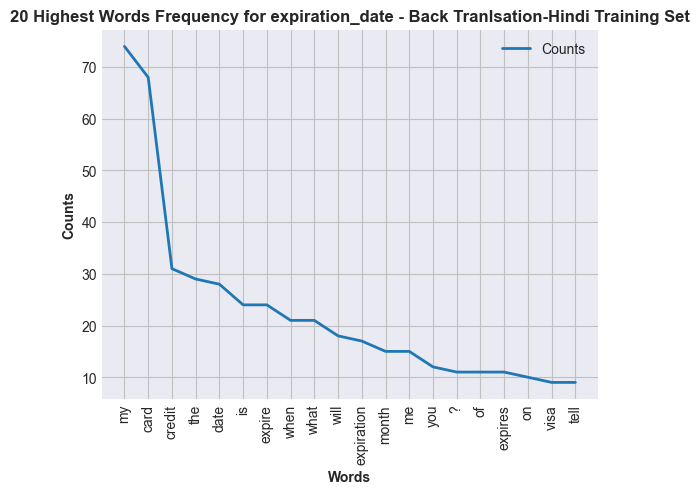 20 Highest Words Frequency for expiration_date - Back Tranlsation-Hindi Training Set
Counts
70
60
50
40
30
20
10
Counts
my
card
credit
the
date
is
expire
when
what
will
expiration
month
me
you
?
of
expires
on
visa
tell
Words